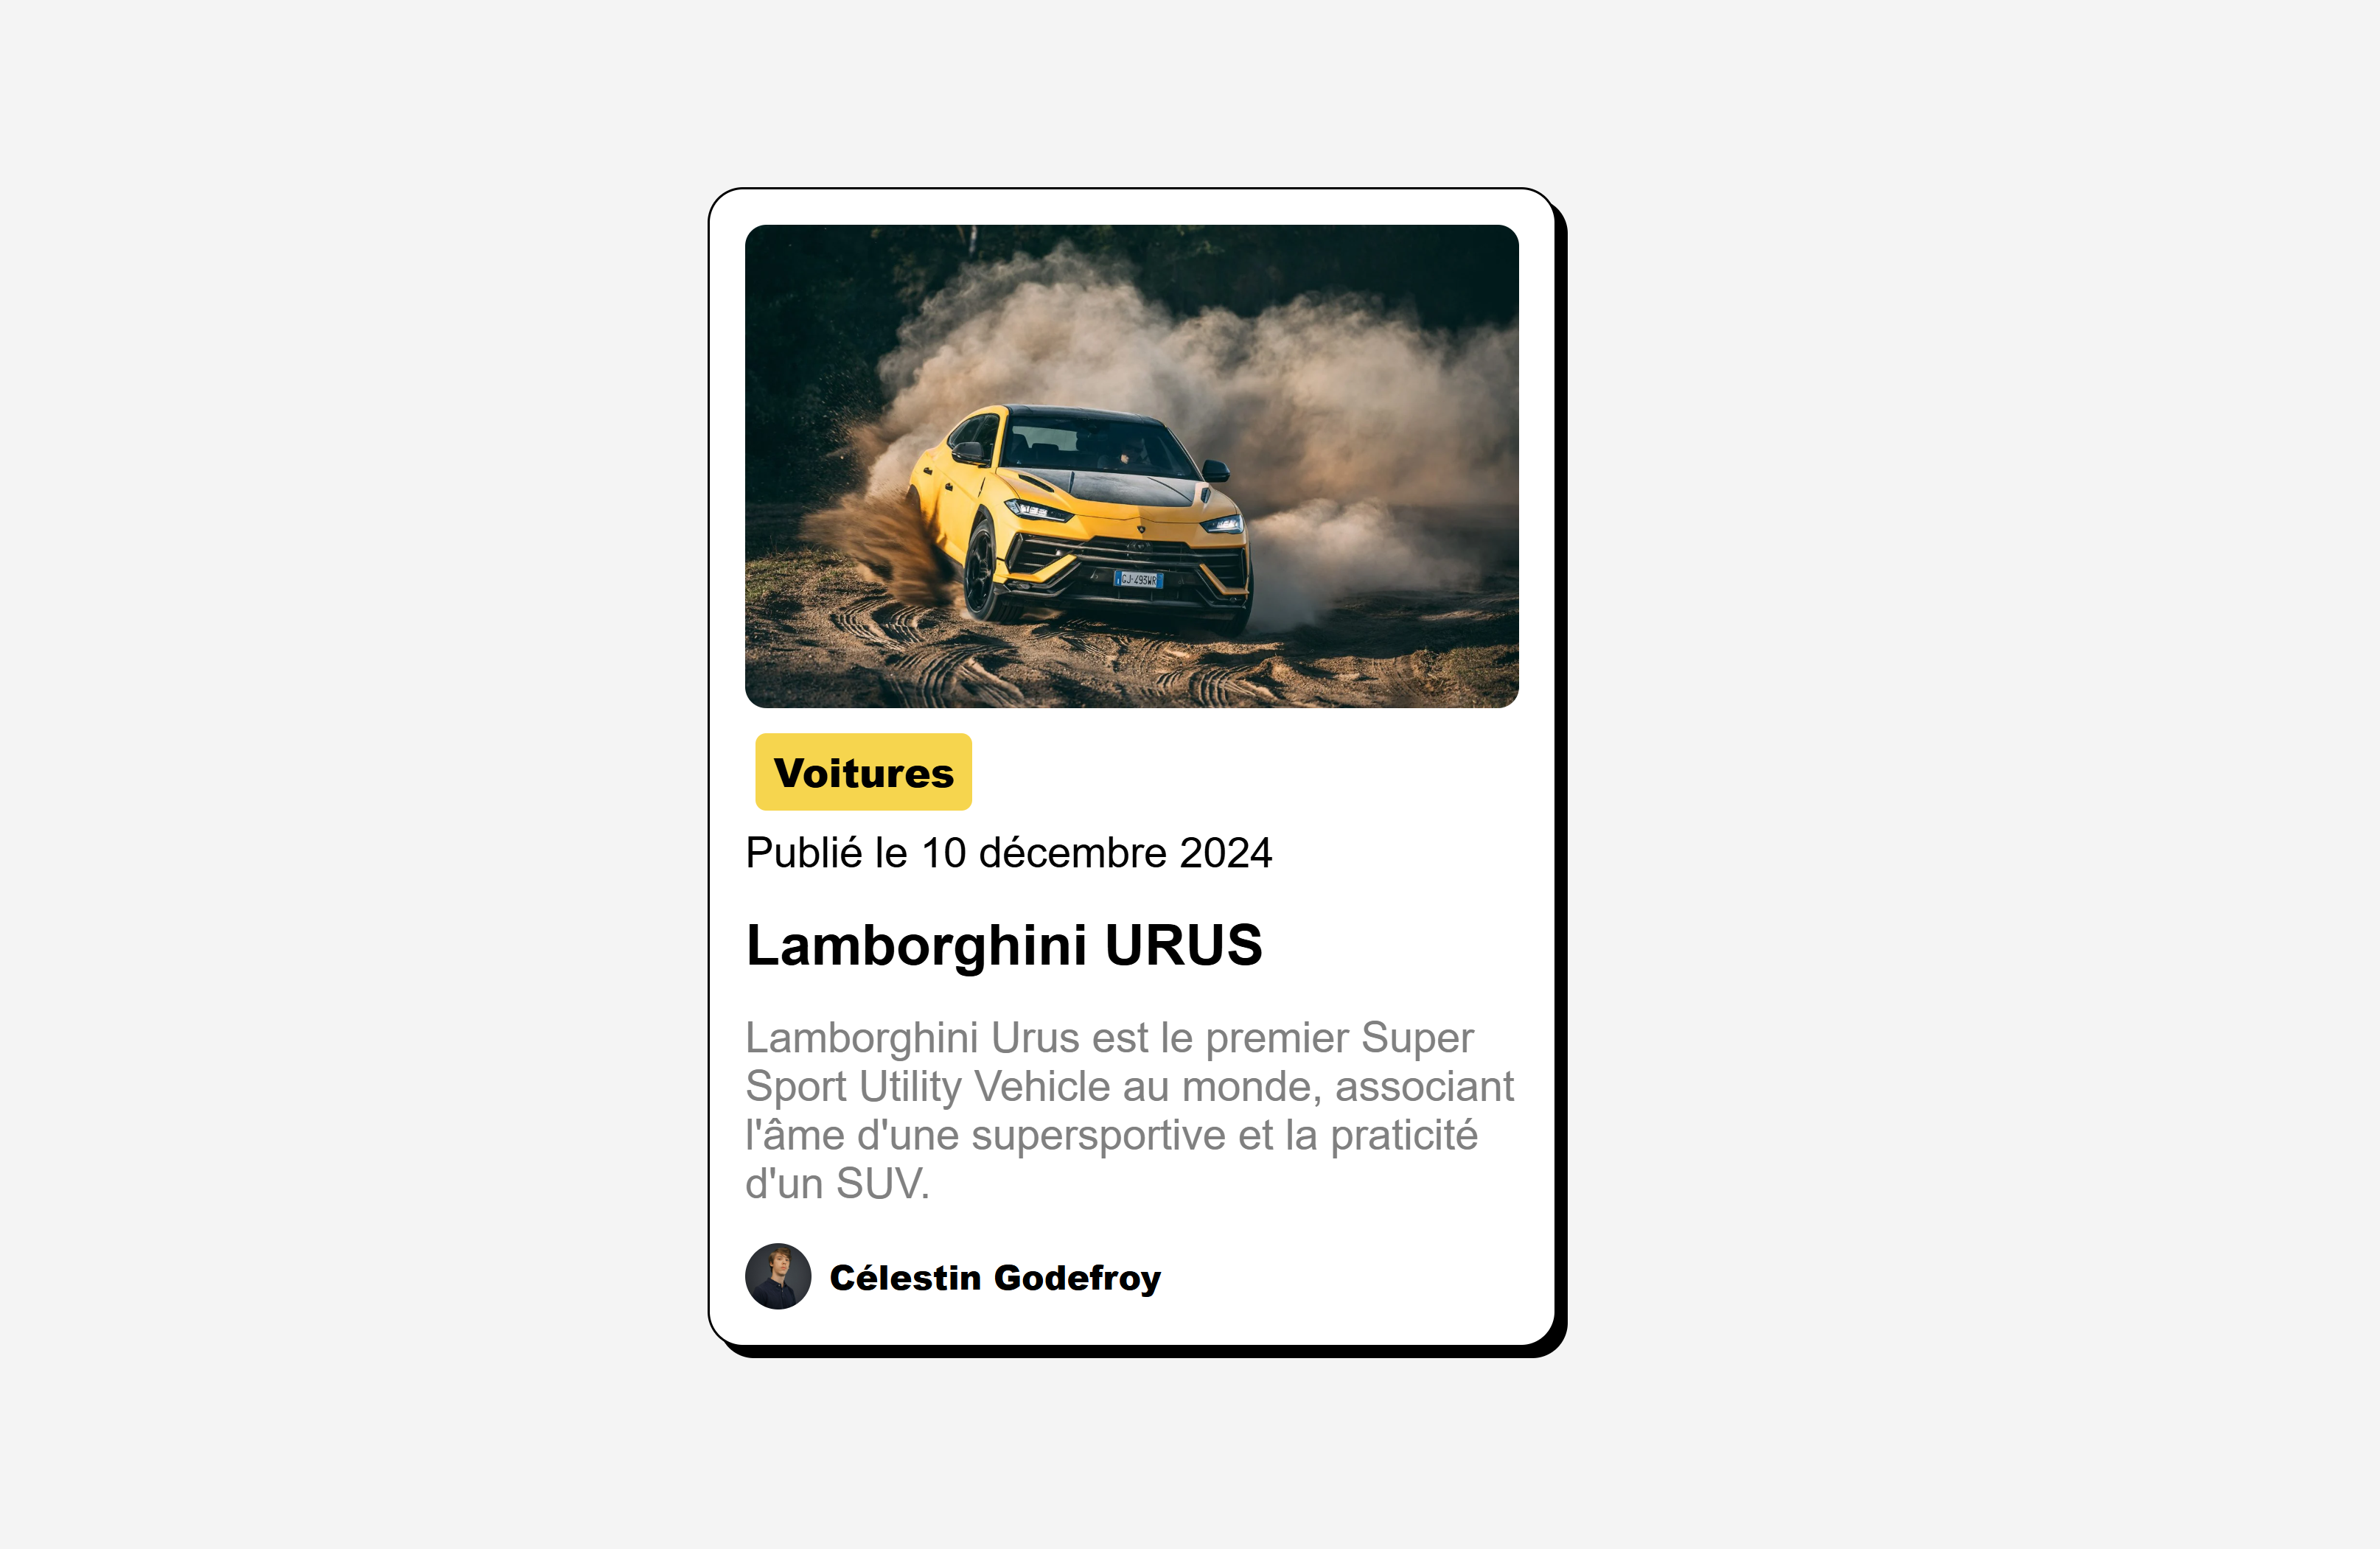 GJ·493WR
Voitures
Publié le 10 décembre 2024
Lamborghini URUS
Lamborghini Urus est le premier Super
Sport Utility Vehicle au monde, associant
l'âme d'une supersportive et la praticité
d'un SUV.
Célestin Godefroy